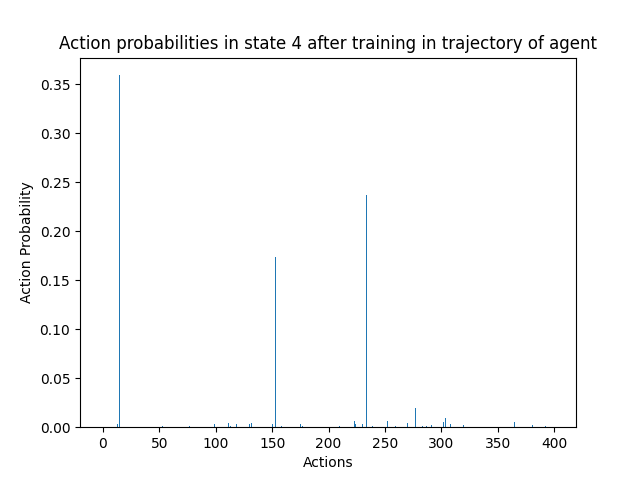 Action probabilities in state 4 after training in trajectory of agent
0.35
0.30
0.25
0.20
0.15
0.10
0.05
0.00
Action Probability
0 50 100 150 200 250 300 350 400
Actions